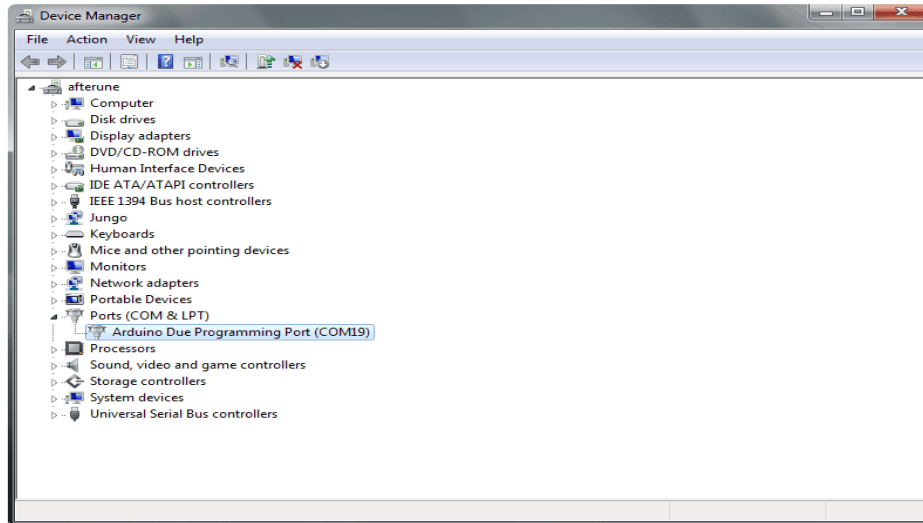 Device Manager
File Action View Help
afterune
Computer
Disk drives
Display adapters
DVD/CD-ROM drives
Human Interface Devices
IDE ATA/ATAPI controllers
IEEE 1394 Bus host controllers
Jungo
Keyboards
Mice and other pointing devices
Monitors
Network adapters
Portable Devices
Ports (COM & LPT)
Arduino Due Programming Port (COM19)
Processors
Sound, video and game controllers
Storage controllers
System devices
Universal Serial Bus controllers